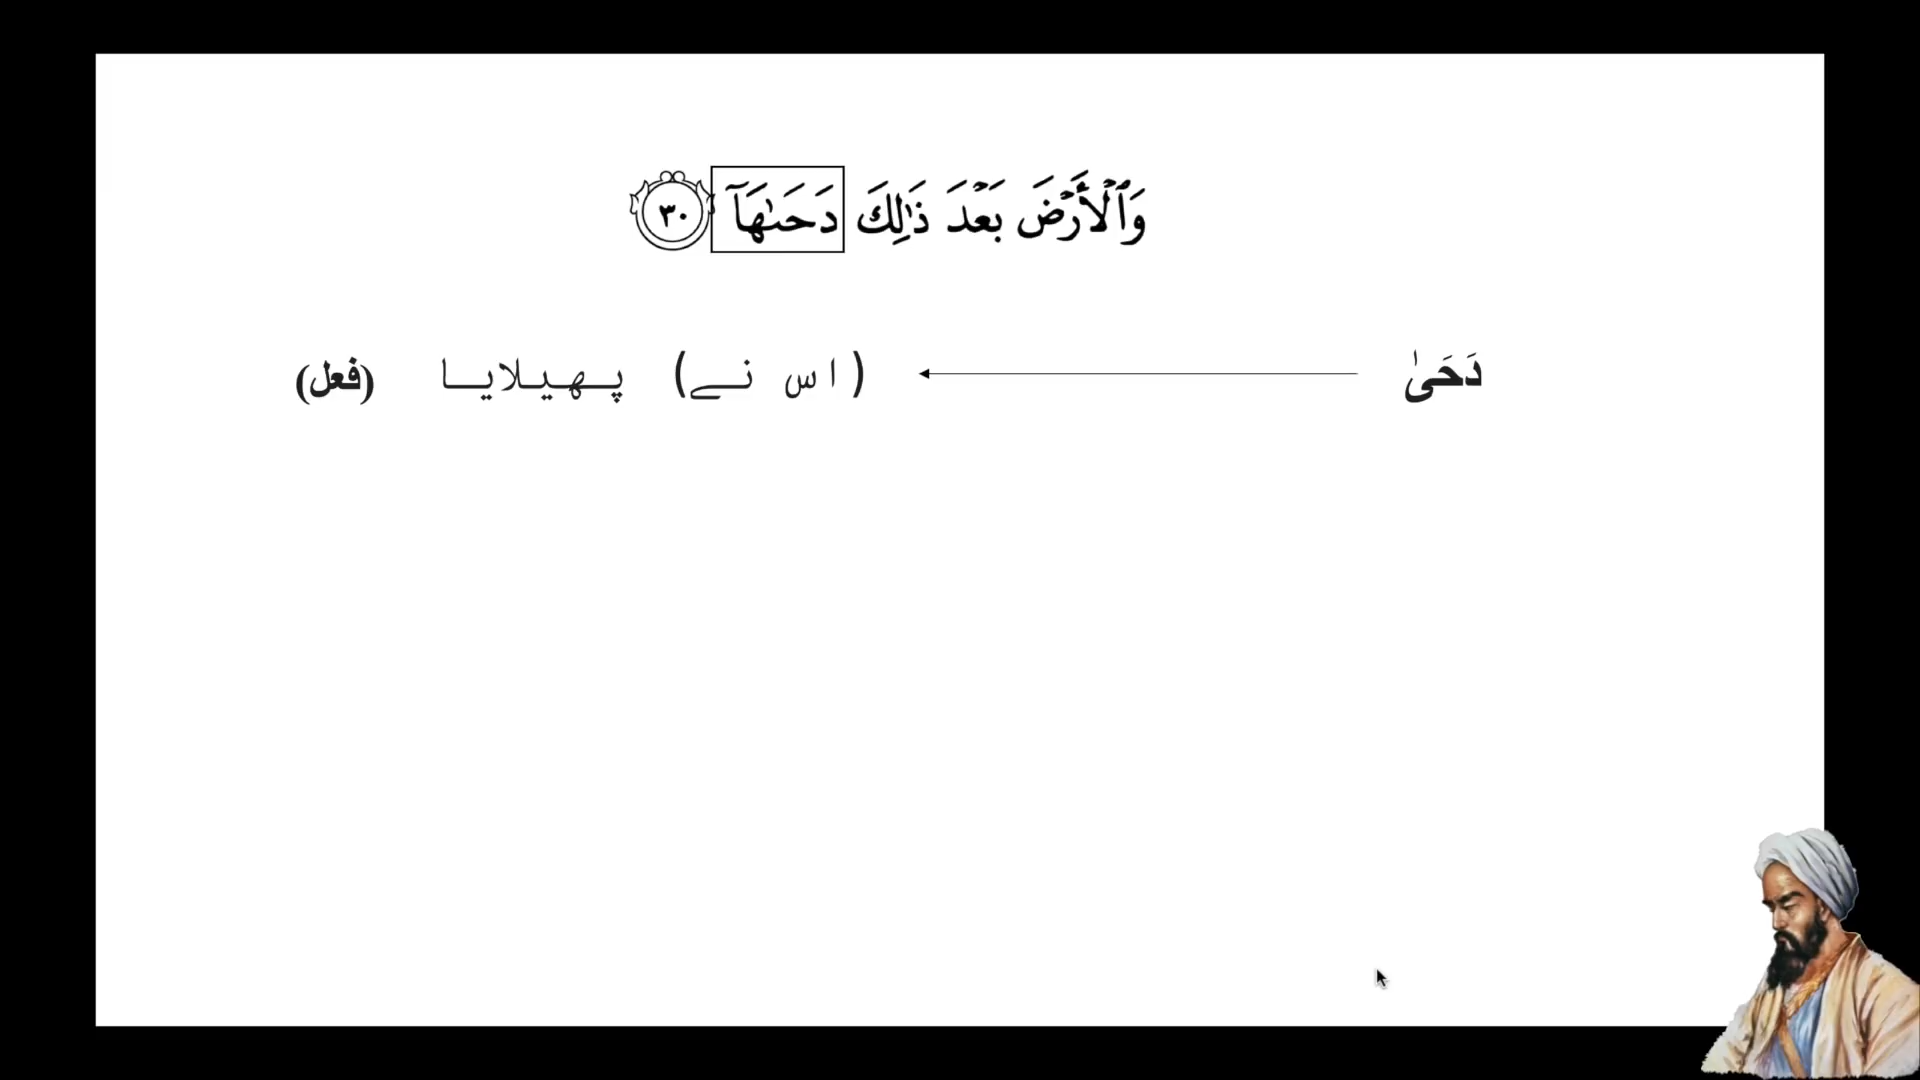 وَٱلْأَرْضَ بَعْدَ ذَٰلِكَ دَحَىٰهَآ ٣٠
دَحَىٰ (اس نے) پھیلایا (فعل)